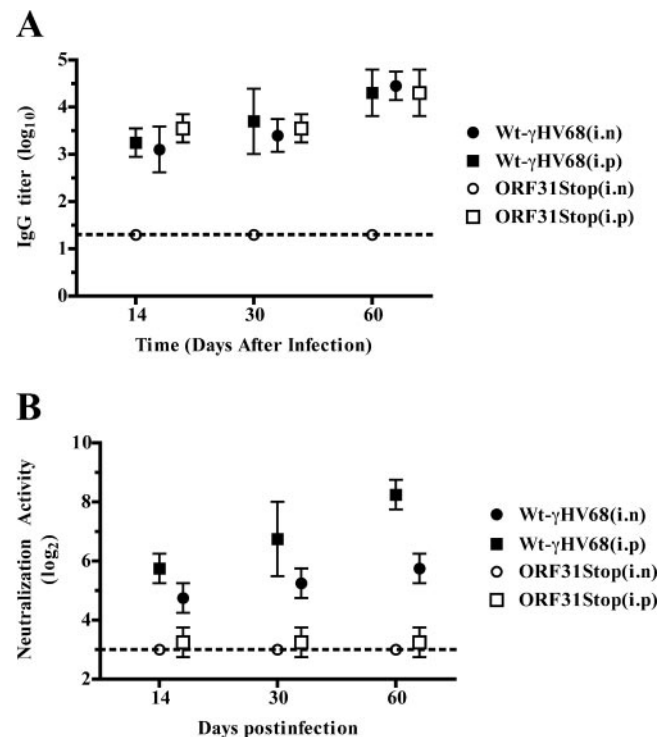 A
IgG titer (log10)
5
4
3
2
1
0
14 30 60
Time (Days After Infection)
Wt-γHV68(i.n)
Wt-γHV68(i.p)
ORF31Stop(i.n)
ORF31Stop(i.p)
B
Neutralization Activity
(log2)
10
8
6
4
2
14 30 60
Days postinfection
Wt-γHV68(i.n)
Wt-γHV68(i.p)
ORF31Stop(i.n)
ORF31Stop(i.p)